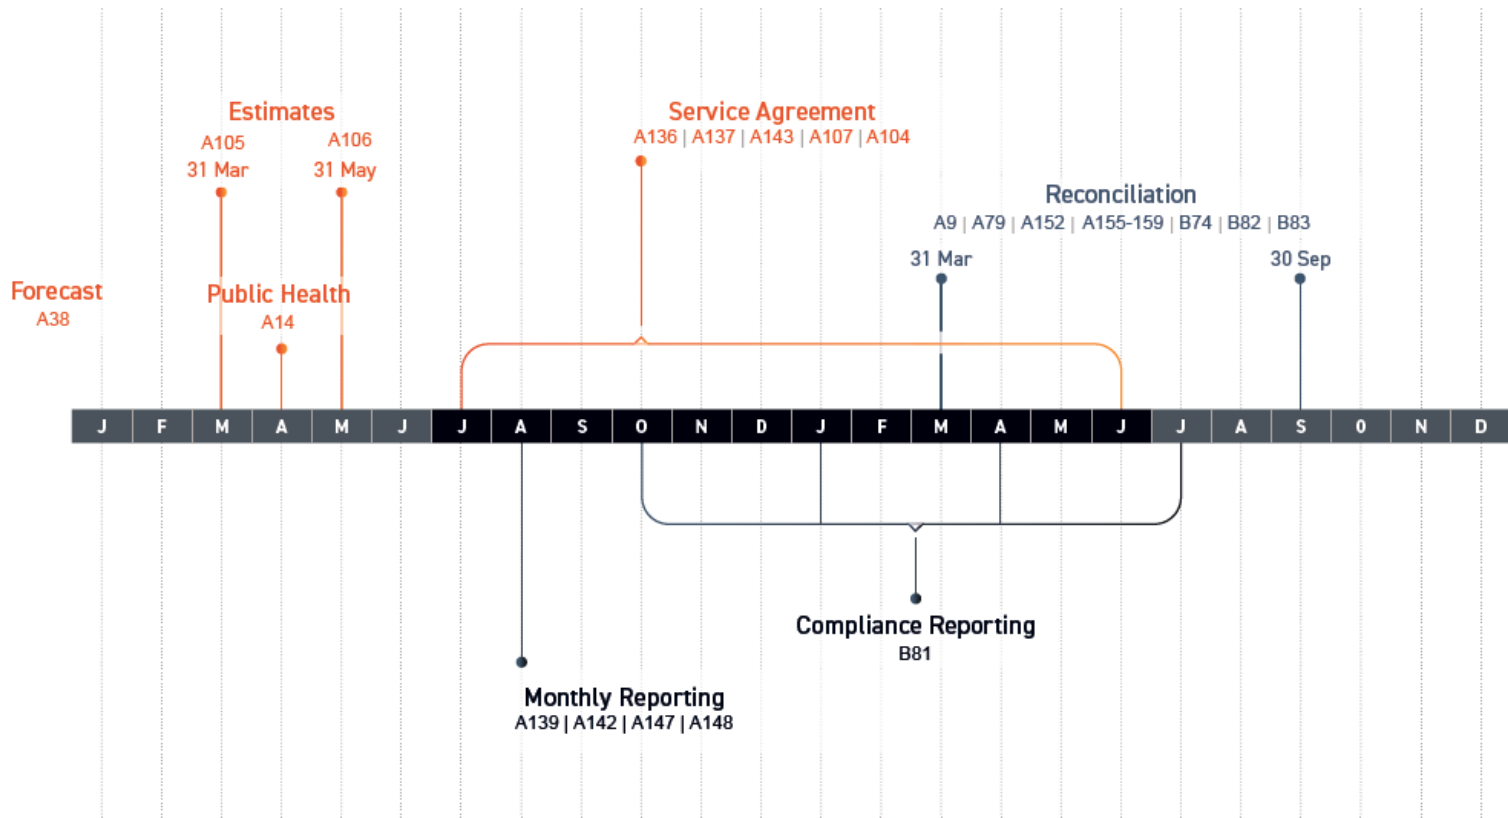 Estimates
A105
31 Mar
A106
31 May
Service Agreement
A136 | A137 | A143 | A107 | A104
Reconciliation
A9 | A79 | A152 | A155-159 | B74 | B82 | B83
31 Mar
30 Sep
Forecast
A38
Public Health
A14
J F M A M J J A S O N D J F M A M J J A S O N D
Compliance Reporting
B81
Monthly Reporting
A139 | A142 | A147 | A148